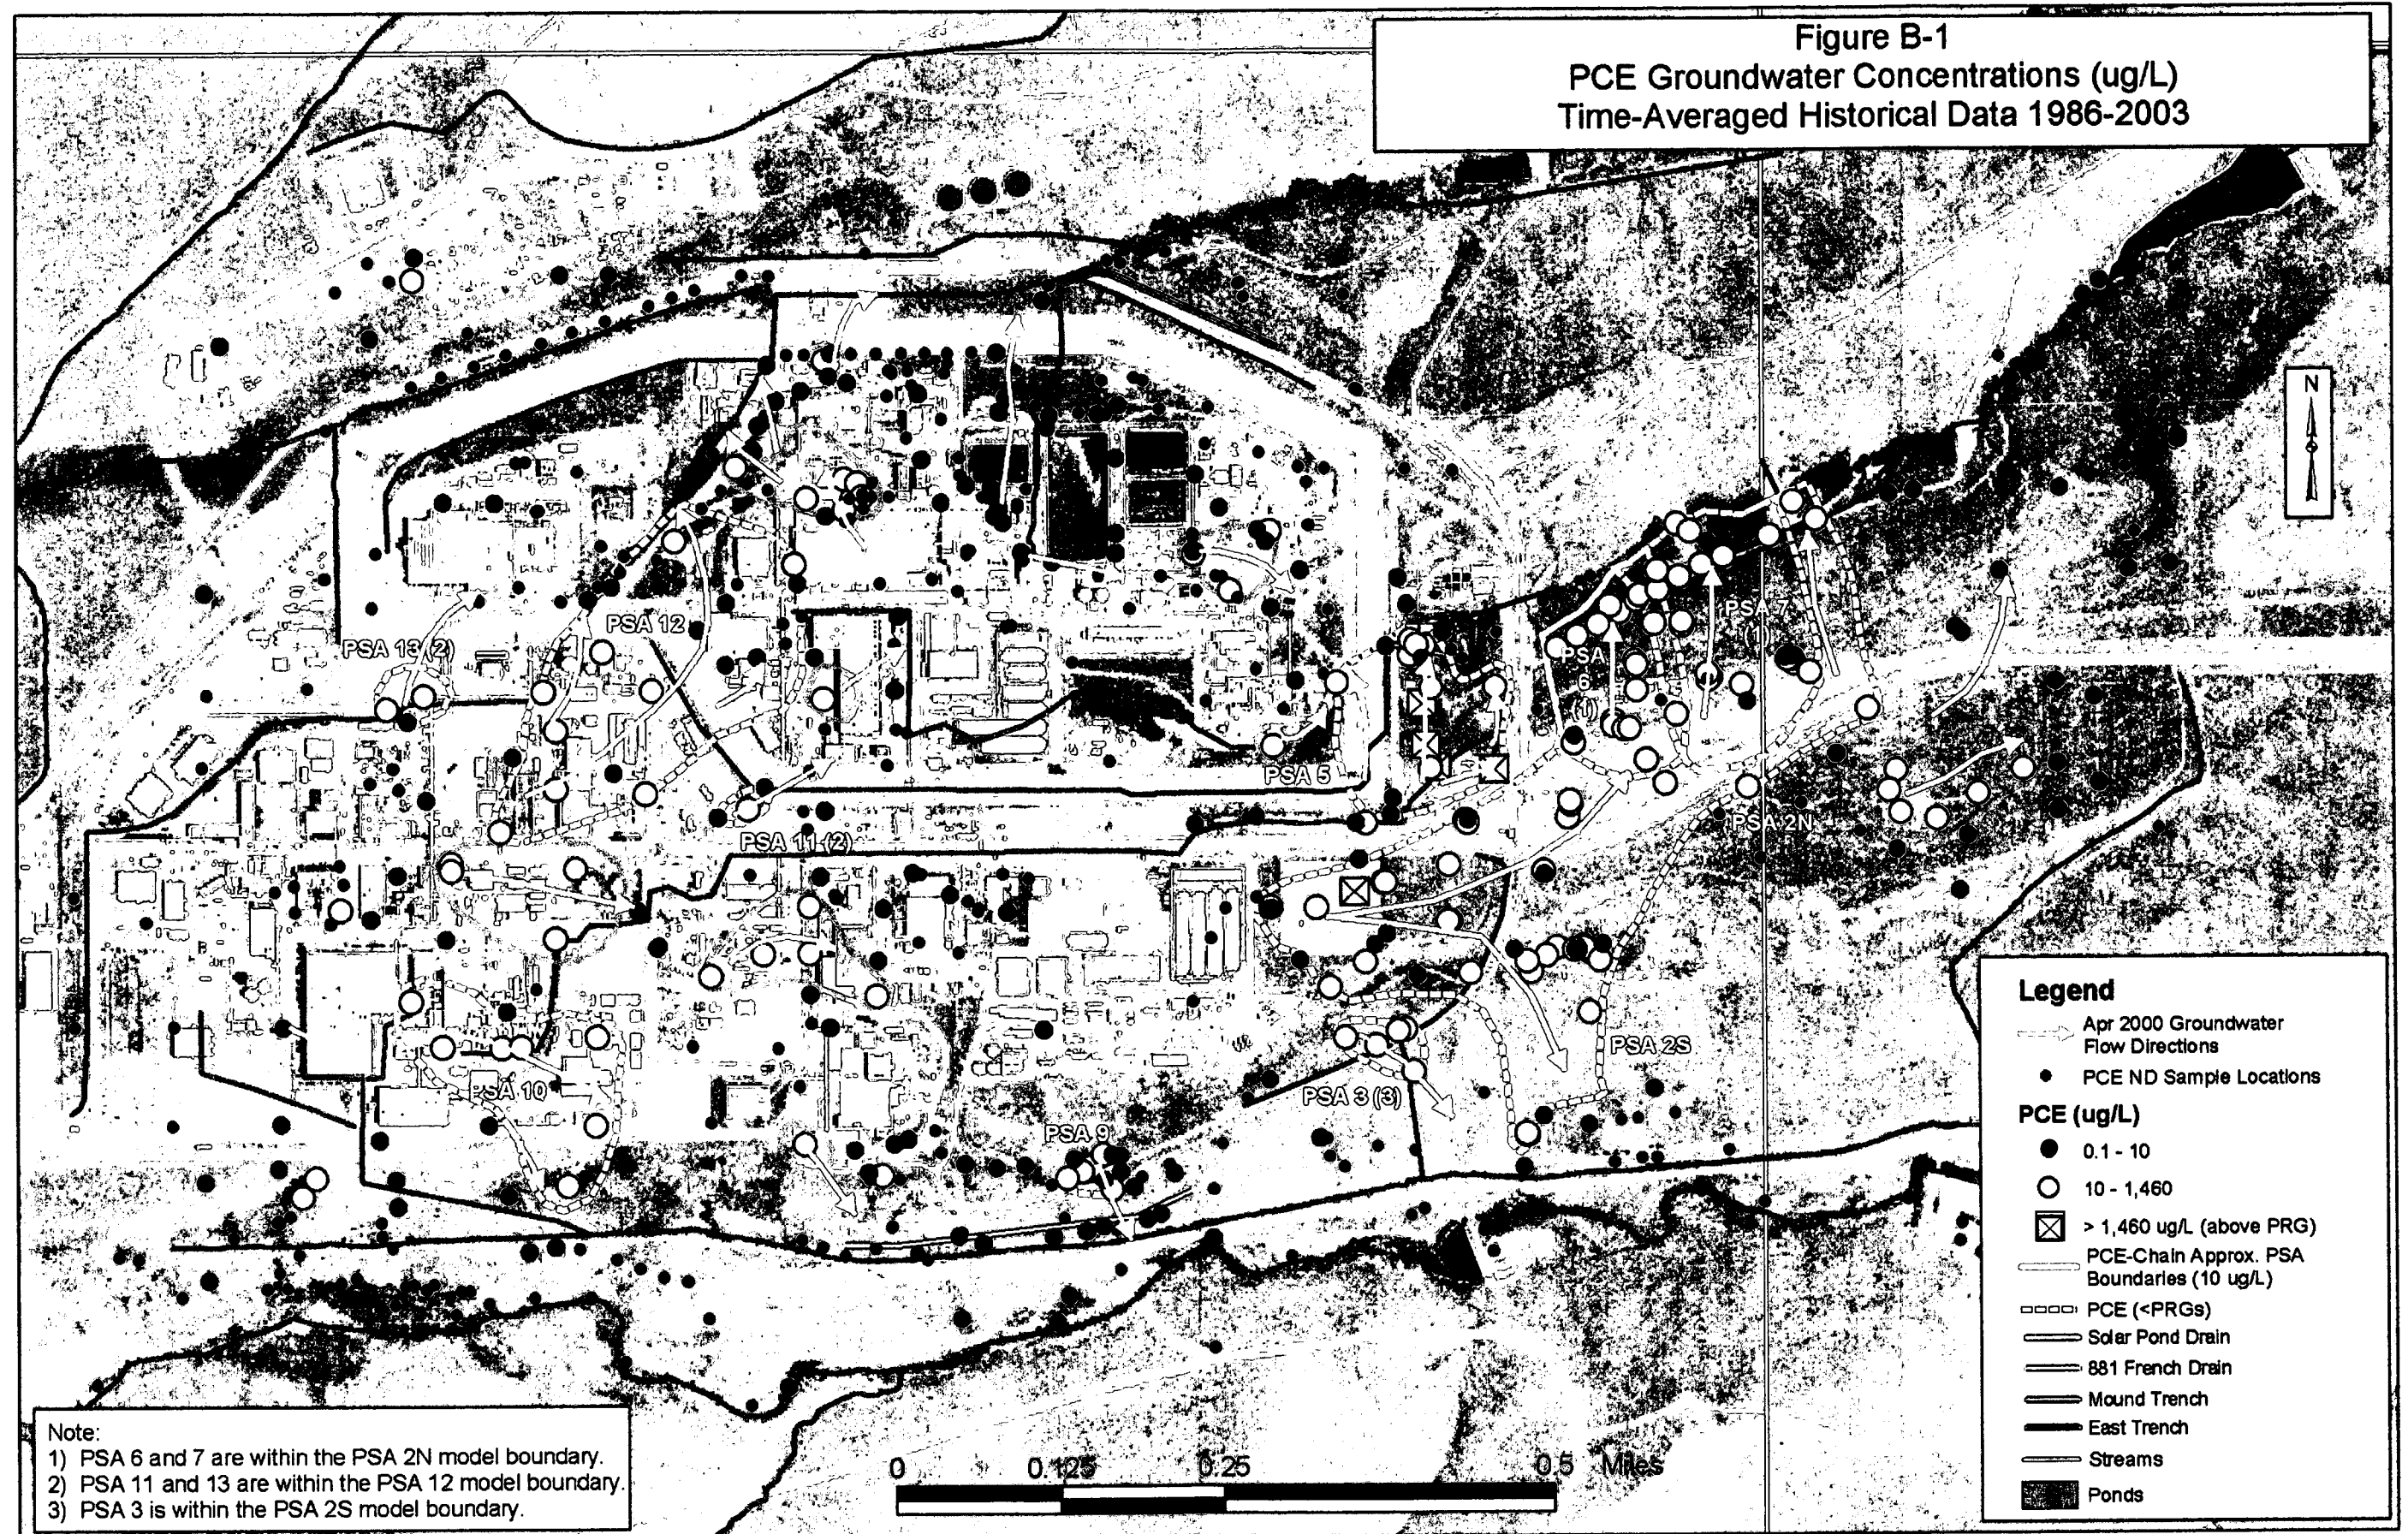 Figure B-1
PCE Groundwater Concentrations (ug/L)
Time-Averaged Historical Data 1986-2003
N
PSA 12
PSA 13 (2)
PSA 7
PSA
6
(1)
PSA 5
PSA 2N
PSA 11 (2)
PSA 2S
PSA 10
PSA 3 (3)
PSA 9
Legend
Apr 2000 Groundwater
Flow Directions
PCE ND Sample Locations
PCE (ug/L)
0.1 - 10
10 - 1,460
> 1,460 ug/L (above PRG)
PCE-Chain Approx. PSA
Boundaries (10 ug/L)
PCE (<PRGs)
Solar Pond Drain
881 French Drain
Mound Trench
East Trench
Streams
Ponds
Note:
1) PSA 6 and 7 are within the PSA 2N model boundary.
2) PSA 11 and 13 are within the PSA 12 model boundary.
3) PSA 3 is within the PSA 2S model boundary.
0 0.125 0.25 0.5 Miles